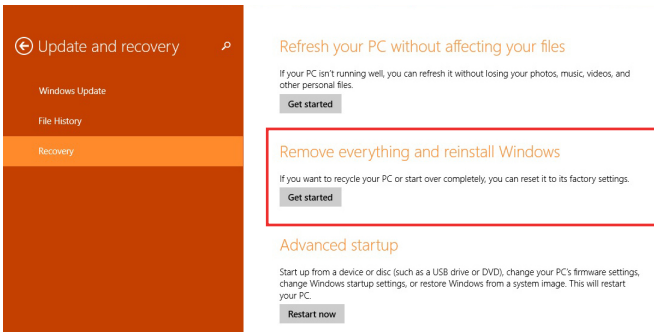 Update and recovery
Windows Update
File History
Recovery
Refresh your PC without affecting your files
If your PC isn't running well, you can refresh it without losing your photos, music, videos, and
other personal files.
Get started
Remove everything and reinstall Windows
If you want to recycle your PC or start over completely, you can reset it to its factory settings.
Get started
Advanced startup
Start up from a device or disc (such as a USB drive or DVD), change your PC's firmware settings,
change Windows startup settings, or restore Windows from a system image. This will restart
your PC.
Restart now